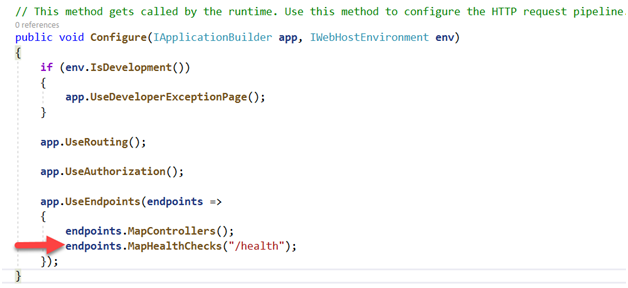 // This method gets called by the runtime. Use this method to configure the HTTP request pipeline.
0 references
public void Configure(IApplicationBuilder app, IWebHostEnvironment env)
{
if (env.IsDevelopment())
{
app.UseDeveloperExceptionPage();
}
app.UseRouting();
app.UseAuthorization();
app.UseEndpoints(endpoints =>
{
endpoints.MapControllers();
endpoints.MapHealthChecks("/health");
});
}